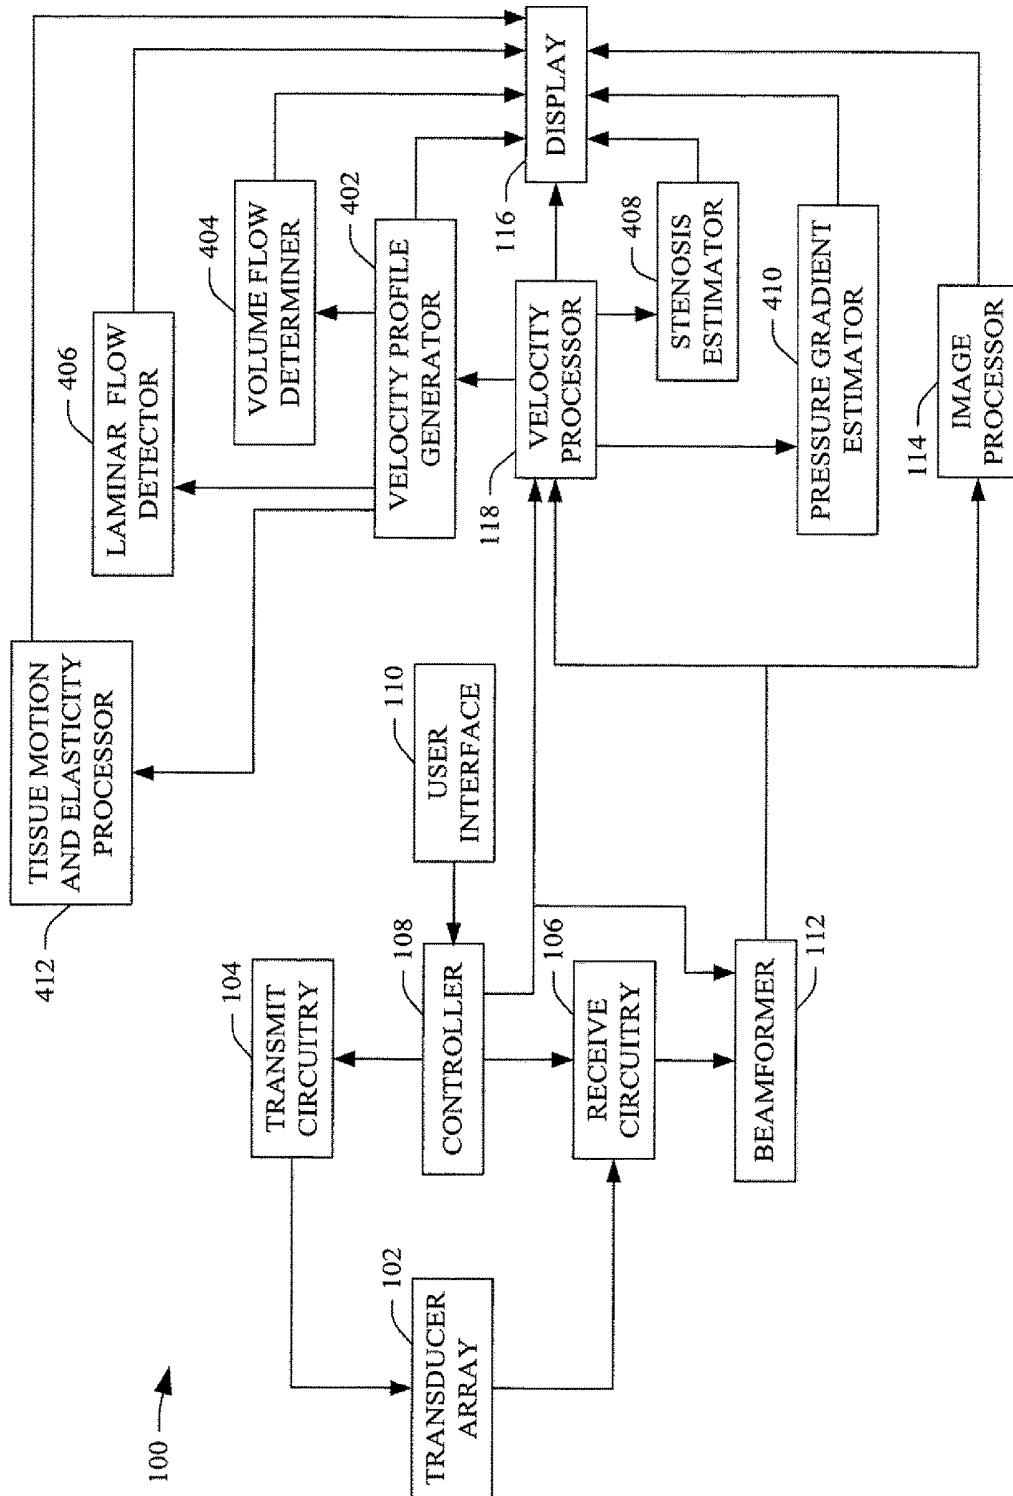 100
102
TRANSDUCER
ARRAY
104
TRANSMIT
CIRCUITRY
108
CONTROLLER
106
RECEIVE
CIRCUITRY
112
BEAMFORMER
110
USER
INTERFACE
412
TISSUE MOTION
AND ELASTICITY
PROCESSOR
406
LAMINAR FLOW
DETECTOR
404
VOLUME FLOW
DETERMINER
402
VELOCITY PROFILE
GENERATOR
118
VELOCITY
PROCESSOR
408
STENOSIS
ESTIMATOR
410
PRESSURE GRADIENT
ESTIMATOR
114
IMAGE
PROCESSOR
116
DISPLAY